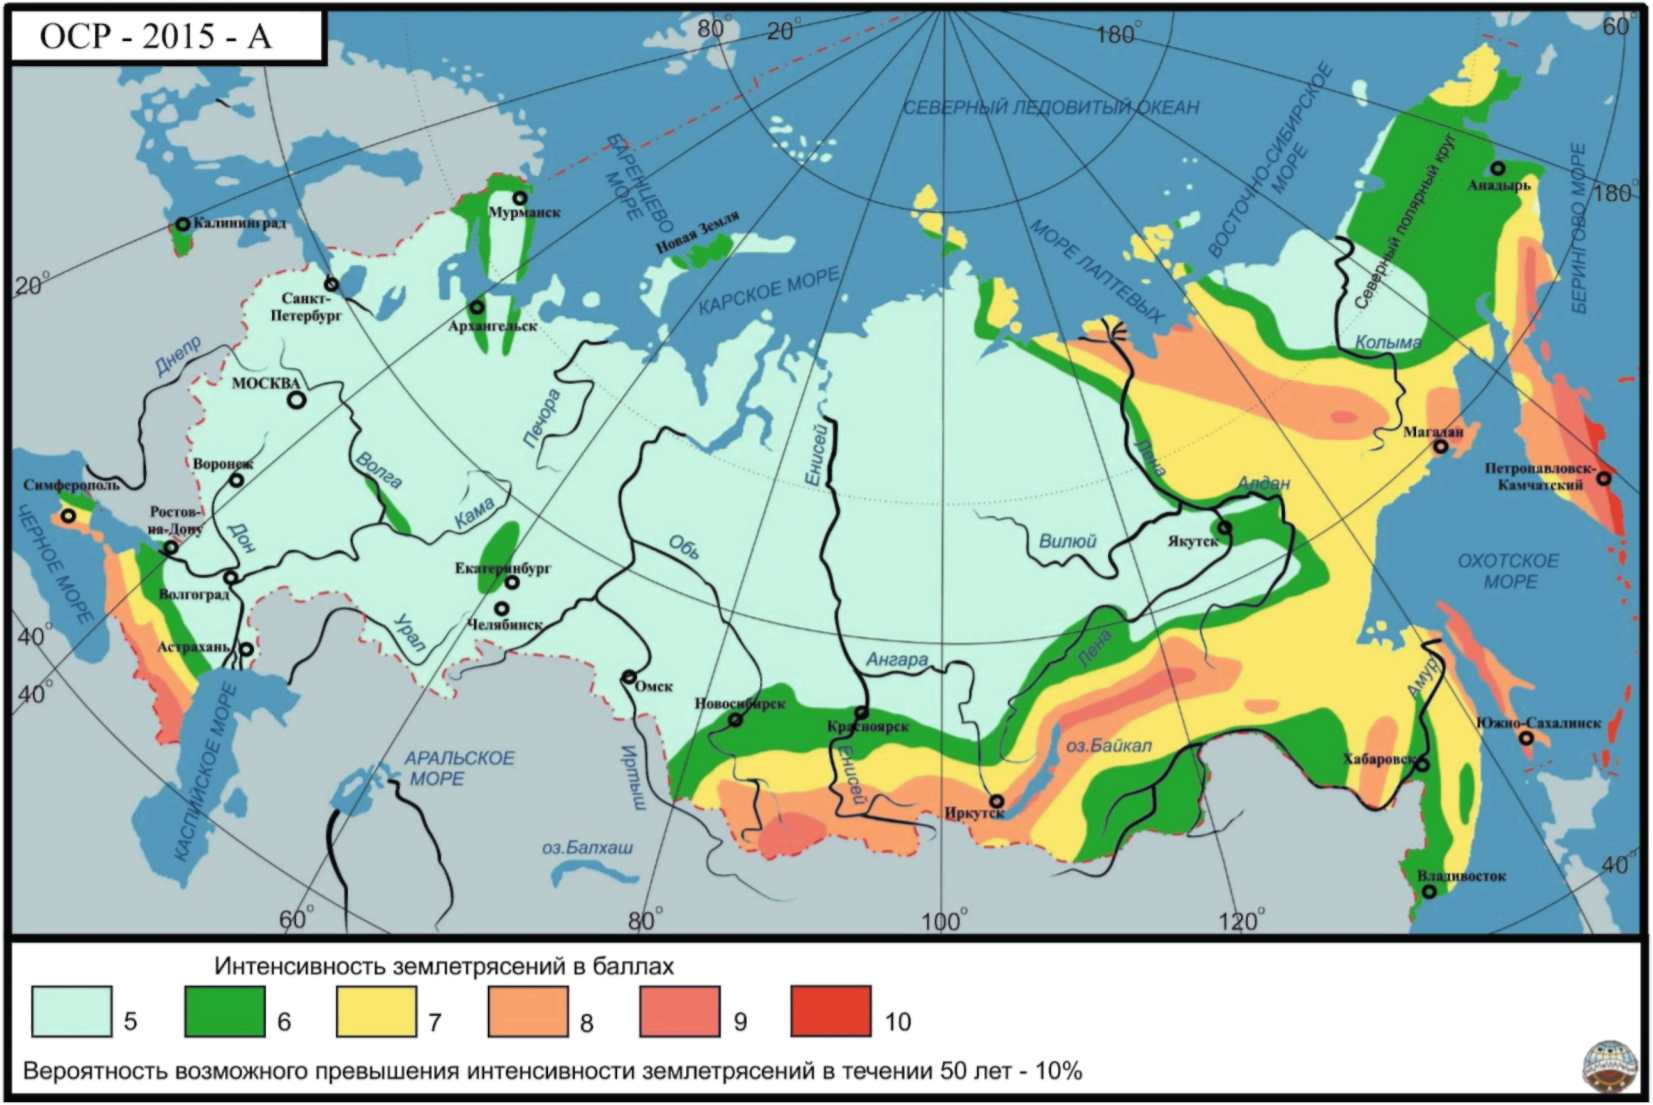 ОСР - 2015 - А
80°
20°
180°
60°
СЕВЕРНЫЙ ЛЕДОВИТЫЙ ОКЕАН
ВОСТОЧНО-СИБИРСКОЕ
МОРЕ
Северный полярный круг
Анадырь
БЕРИНГОВО МОРЕ
180°
БАРЕНЦЕВО
МОРЕ
Мурманск
Калининград
Новая Земля
КАРСКОЕ МОРЕ
МОРЕ ЛАПТЕВЫХ
20°
Санкт-
Петербург
Архангельск
Днепр
МОСКВА
Печора
Колыма
Магадан
Петропавловск-
Камчатский
Воронеж
Волга
Кама
Енисей
Лена
Алдан
Симферополь
Ростов-
на-Дону
Дон
ЧЕРНОЕ МОРЕ
Обь
Вилюй
Якутск
ОХОТСКОЕ
МОРЕ
Екатеринбург
Волгоград
Челябинск
Урал
40°
Астрахань
Ангара
Лена
Амур
40°
Омск
Новосибирск
Красноярск
оз.Байкал
Южно-Сахалинск
Хабаровск
КАСПИЙСКОЕ МОРЕ
АРАЛЬСКОЕ
МОРЕ
Иртыш
Енисей
Иркутск
оз.Балхаш
Владивосток
40°
60°
80°
100°
120°
Интенсивность землетрясений в баллах
5
6
7
8
9
10
Вероятность возможного превышения интенсивности землетрясений в течении 50 лет - 10%